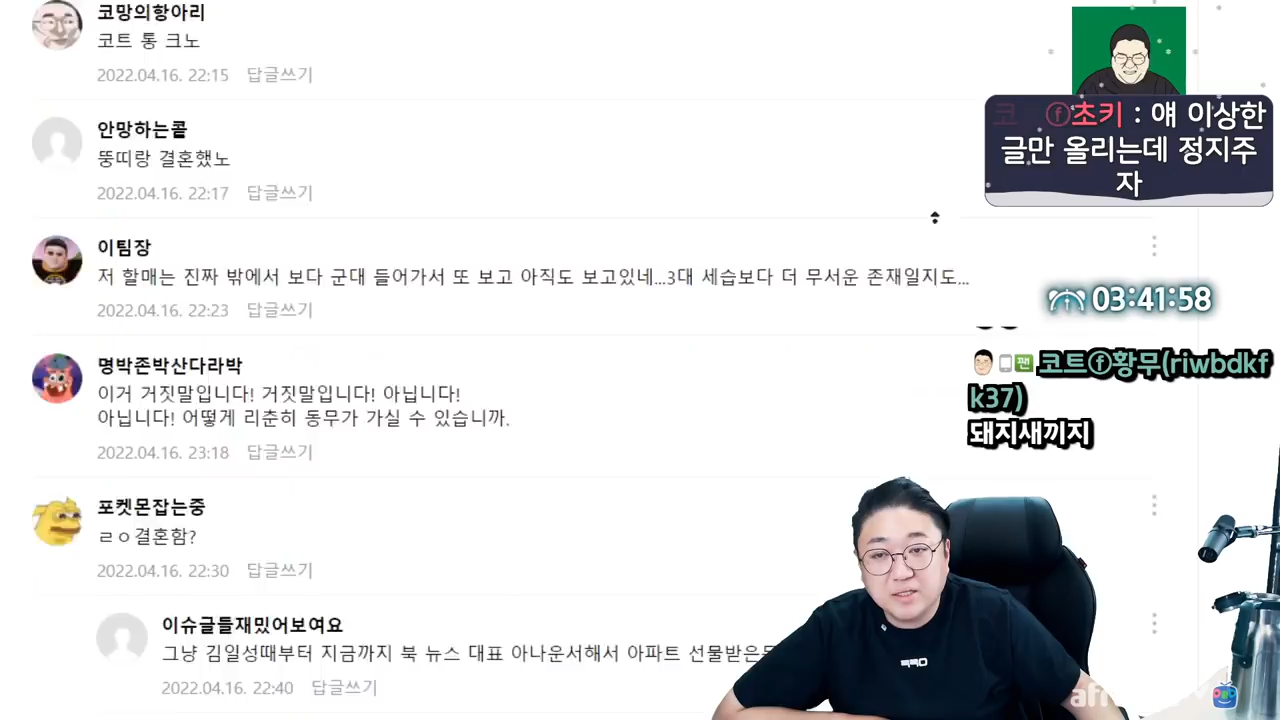 코망의항아리
코트 통 크노
2022.04.16. 22:15 답글쓰기
안망하는콜
뚱띠랑 결혼했노
2022.04.16. 22:17 답글쓰기
이팀장
저 할매는 진짜 밖에서 보다 군대 들어가서 또 보고 아직도 보고있네...3대 세습보다 더 무서운 존재일지도...
2022.04.16. 22:23 답글쓰기
명박존박산다라박
이거 거짓말입니다! 거짓말입니다! 아닙니다!
아닙니다! 어떻게 리춘히 동무가 가실 수 있습니까.
2022.04.16. 23:18 답글쓰기
포켓몬잡는중
ㄹㅇ결혼함?
2022.04.16. 22:30 답글쓰기
이슈글들재밌어보여요
그냥 김일성때부터 지금까지 북 뉴스 대표 아나운서해서 아파트 선물받은
2022.04.16. 22:40 답글쓰기
코 ⓕ초키 : 얘 이상한
글만 올리는데 정지주
자
03:41:58
팬 코트ⓕ황무(riwbdkf
k37)
돼지새끼지